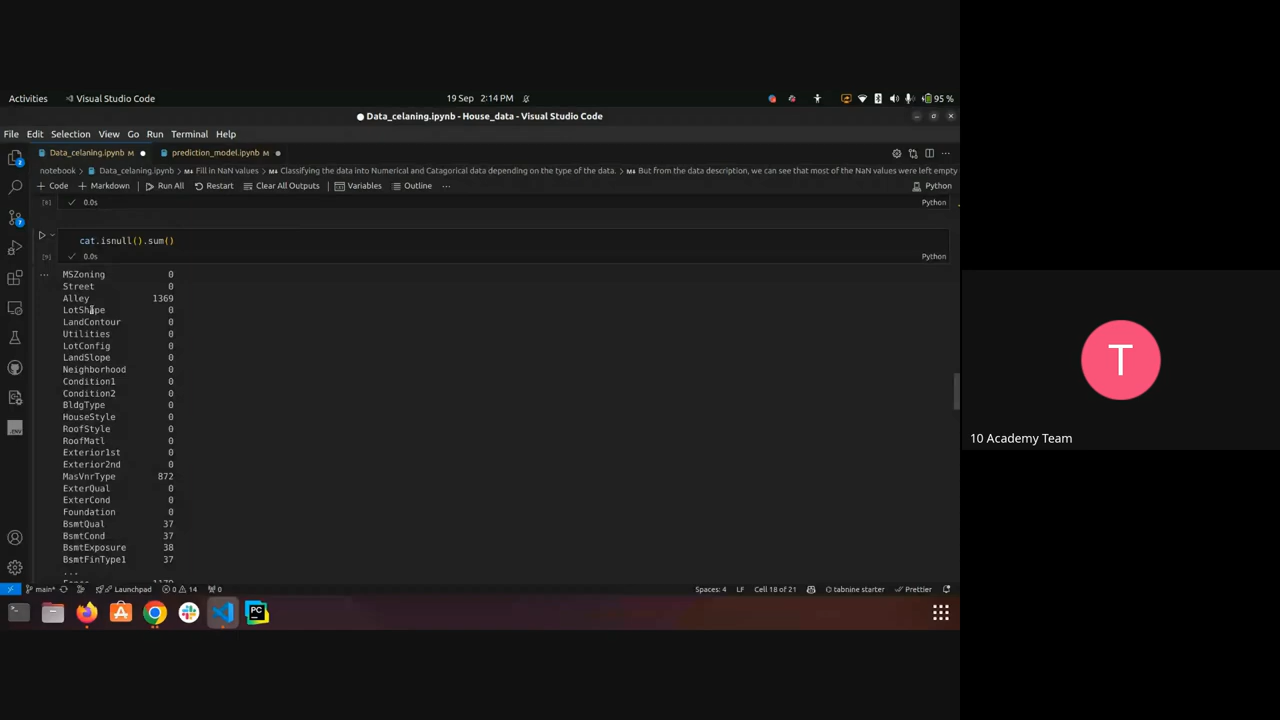 Activities Visual Studio Code 19 Sep 2:14 PM 95 %
Data_celaning.ipynb - House_data - Visual Studio Code
File Edit Selection View Go Run Terminal Help
Data_celaning.ipynb M prediction_model.ipynb M
notebook > Data_celaning.ipynb > Fill in NaN values > Classifying the data into Numerical and Catagorical data depending on the type of the data. > But from the data description, we can see that most of the NaN values were left empty
+ Code + Markdown Run All Restart Clear All Outputs Variables Outline ... Python
[8] 0.0s Python
cat.isnull().sum()
[9] 0.0s Python
... MSZoning 0
Street 0
Alley 1369
LotShape 0
LandContour 0
Utilities 0
LotConfig 0
LandSlope 0
Neighborhood 0
Condition1 0
Condition2 0
BldgType 0
HouseStyle 0
RoofStyle 0
RoofMatl 0
Exterior1st 0
Exterior2nd 0
MasVnrType 872
ExterQual 0
ExterCond 0
Foundation 0
BsmtQual 37
BsmtCond 37
BsmtExposure 38
BsmtFinType1 37
...
main* Launchpad 0 14 0 Spaces: 4 LF Cell 18 of 21 tabnine starter Prettier
PC
T
10 Academy Team